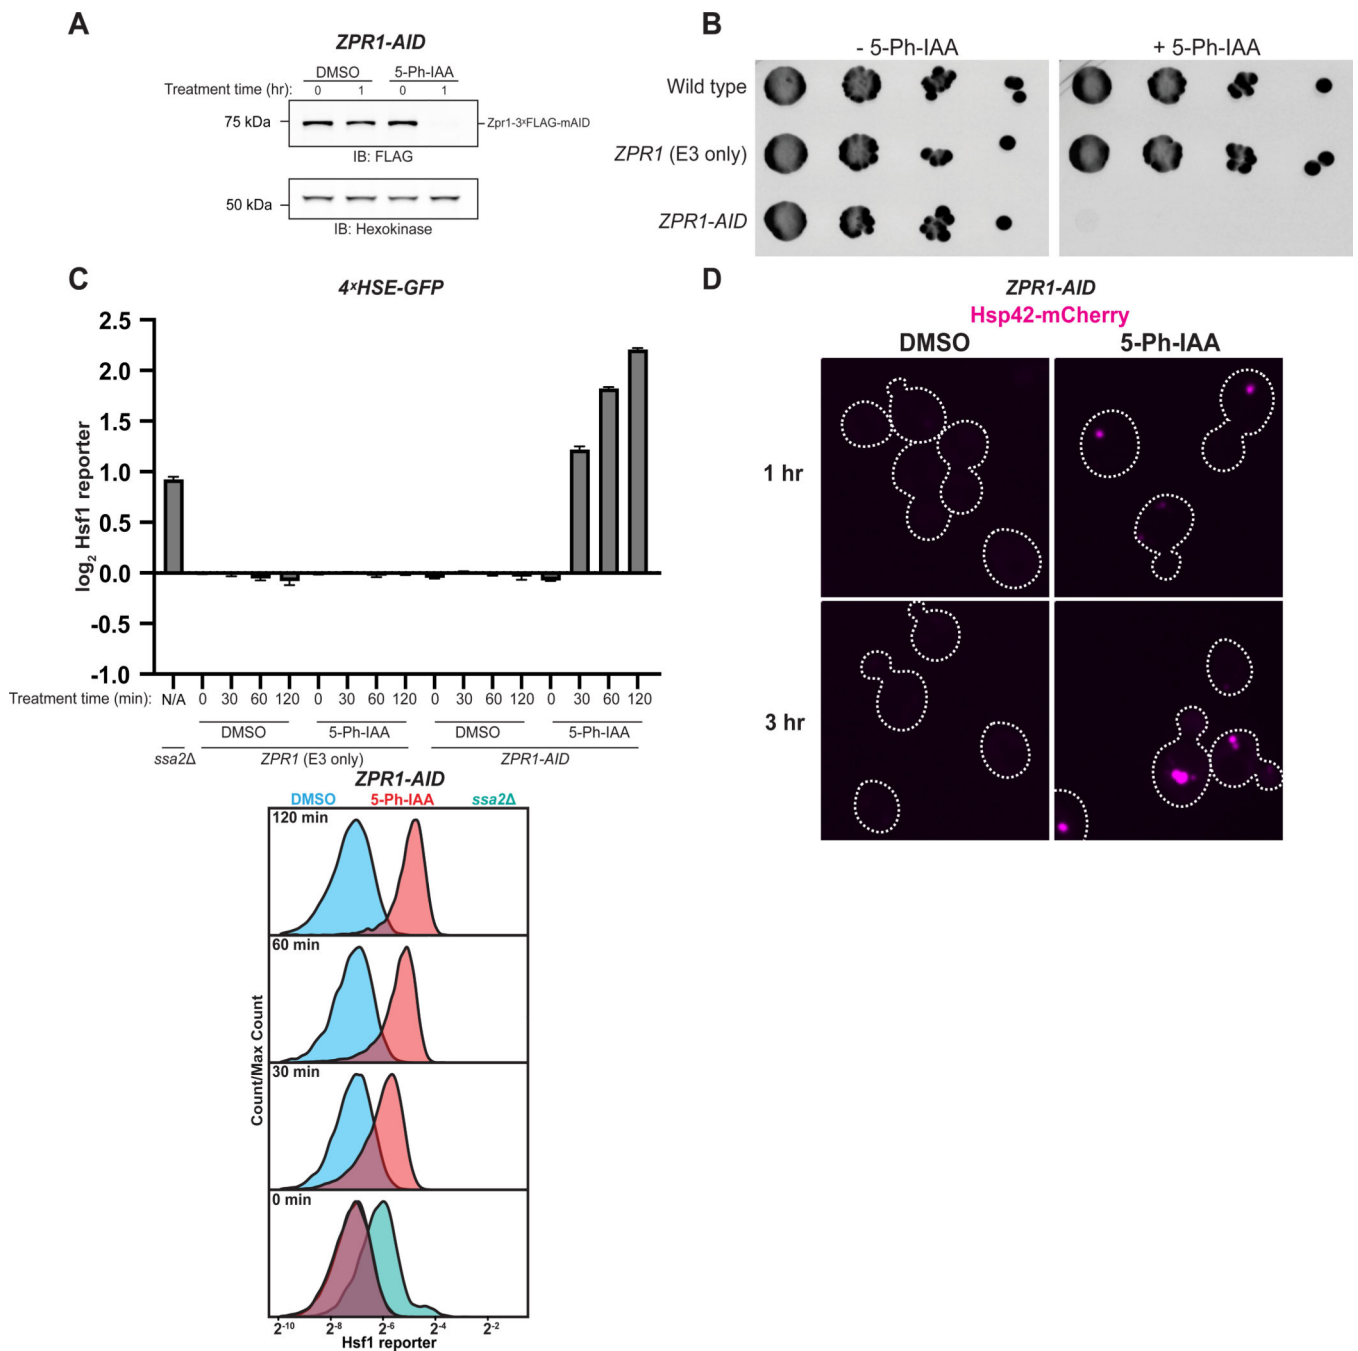 A
ZPR1-AID
DMSO 5-Ph-IAA
Treatment time (hr): 0 1 0 1
75 kDa
Zpr1-3xFLAG-mAID
IB: FLAG
50 kDa
IB: Hexokinase
B
- 5-Ph-IAA + 5-Ph-IAA
Wild type
ZPR1 (E3 only)
ZPR1-AID
C
4xHSE-GFP
log2 Hsf1 reporter
2.5
2.0
1.5
1.0
0.5
0.0
-0.5
-1.0
Treatment time (min): N/A 0 30 60 120 0 30 60 120 0 30 60 120 0 30 60 120
DMSO 5-Ph-IAA DMSO 5-Ph-IAA
ssa2Δ ZPR1 (E3 only) ZPR1-AID
ZPR1-AID
DMSO 5-Ph-IAA ssa2Δ
Count/Max Count
120 min
60 min
30 min
0 min
2-10 2-8 2-6 2-4 2-2
Hsf1 reporter
D
ZPR1-AID
Hsp42-mCherry
DMSO 5-Ph-IAA
1 hr
3 hr